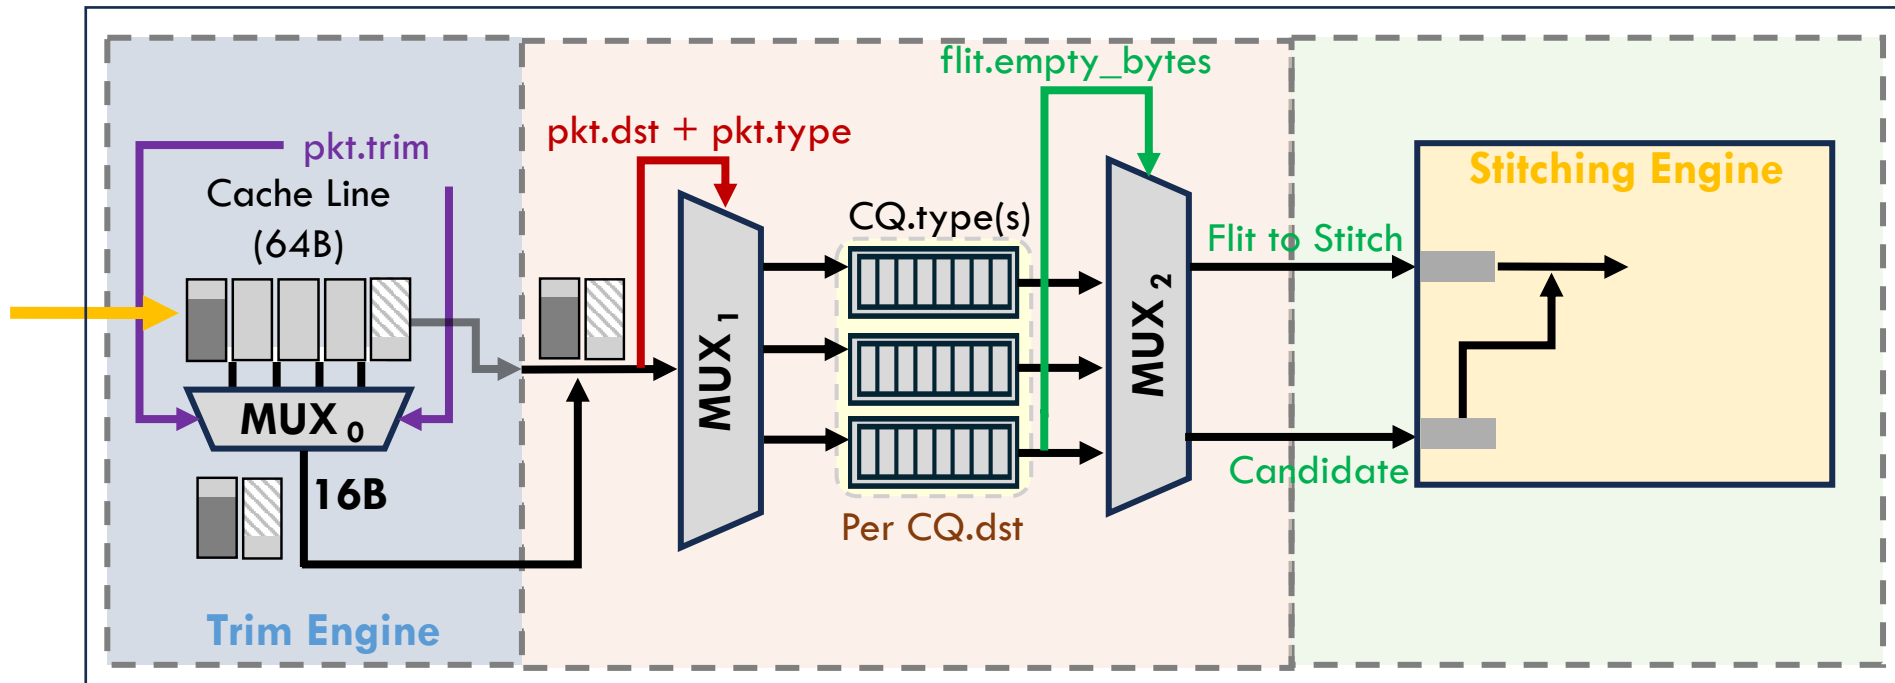 flit.empty_bytes
pkt.dst + pkt.type
pkt.trim
Cache Line
(64B)
MUX 0
16B
Trim Engine
MUX 1
CQ.type(s)
Per CQ.dst
MUX 2
Flit to Stitch
Candidate
Stitching Engine